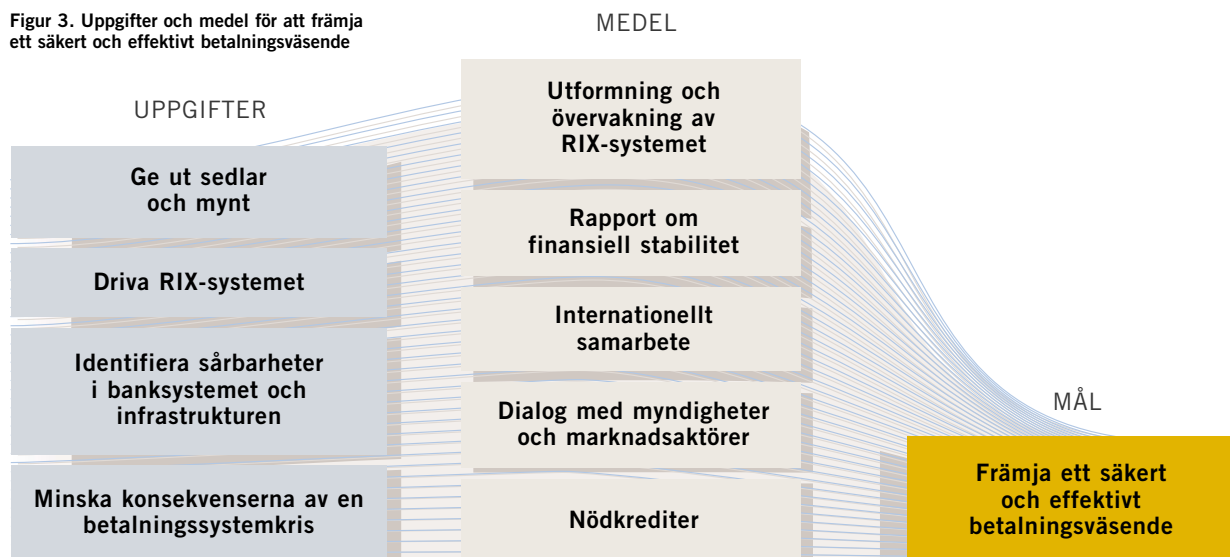 Figur 3. Uppgifter och medel för att främja
ett säkert och effektivt betalningsväsende
UPPGIFTER
Ge ut sedlar
och mynt
Driva RIX-systemet
Identifiera sårbarheter
i banksystemet och
infrastrukturen
Minska konsekvenserna av en
betalningssystemkris
MEDEL
Utformning och
övervakning av
RIX-systemet
Rapport om
finansiell stabilitet
Internationellt
samarbete
Dialog med myndigheter
och marknadsaktörer
Nödkrediter
MÅL
Främja ett säkert
och effektivt
betalningsväsende